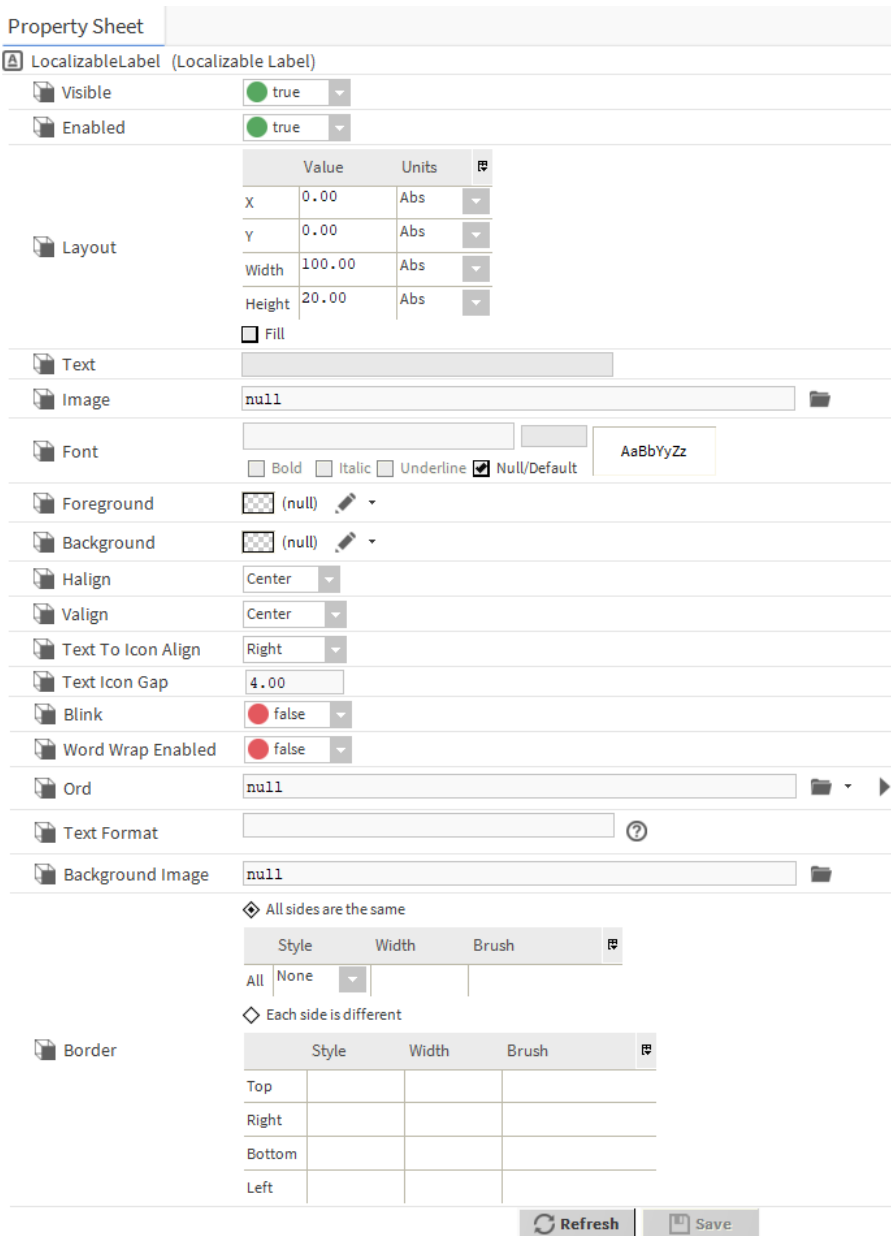 Property Sheet
LocalizableLabel (Localizable Label)
Visible true
Enabled true
Layout
Value Units
X 0.00 Abs
Y 0.00 Abs
Width 100.00 Abs
Height 20.00 Abs
Fill
Text
Image null
Font
AaBbYyZz
Bold Italic Underline Null/Default
Foreground (null)
Background (null)
Halign Center
Valign Center
Text To Icon Align Right
Text Icon Gap 4.00
Blink false
Word Wrap Enabled false
Ord null
Text Format
Background Image null
Border
All sides are the same
Style Width Brush
All None
Each side is different
Style Width Brush
Top
Right
Bottom
Left
Refresh Save